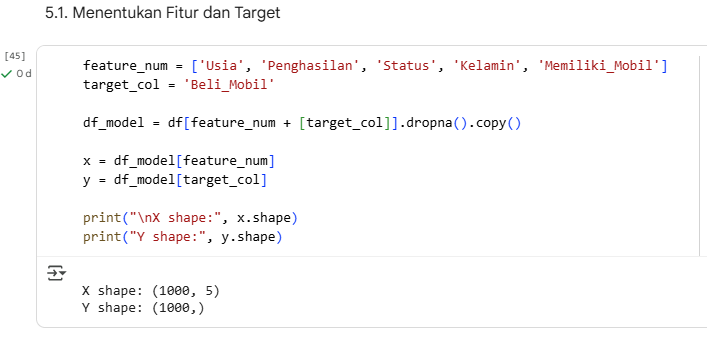 5.1. Menentukan Fitur dan Target
[45]
0 d
feature_num = ['Usia', 'Penghasilan', 'Status', 'Kelamin', 'Memiliki_Mobil']
target_col = 'Beli_Mobil'
df_model = df[feature_num + [target_col]].dropna().copy()
x = df_model[feature_num]
y = df_model[target_col]
print("\nX shape:", x.shape)
print("Y shape:", y.shape)
X shape: (1000, 5)
Y shape: (1000,)